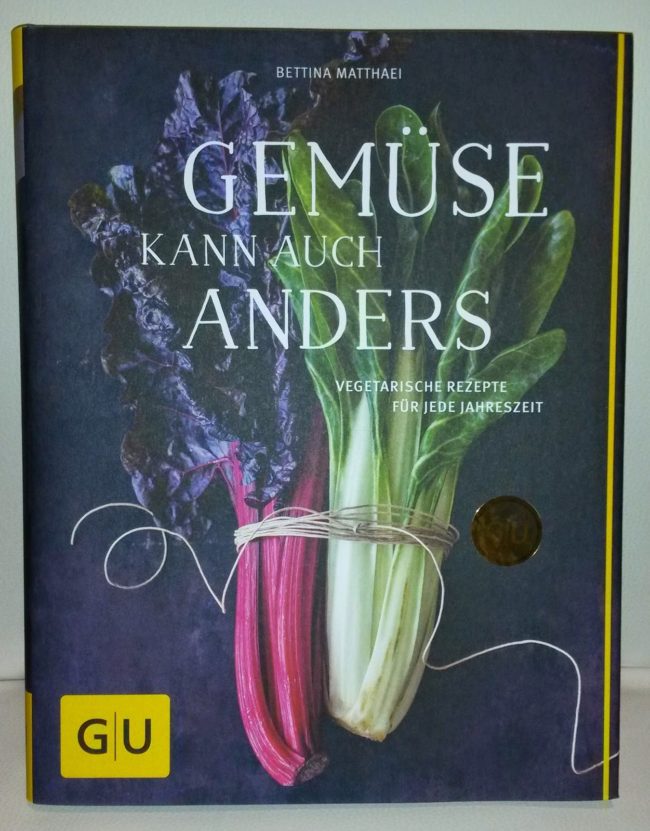 BETTINA MATTHAEI
GEMÜSE
KANN AUCH
ANDERS
VEGETARISCHE REZEPTE
FÜR JEDE JAHRESZEIT
GU
G|U